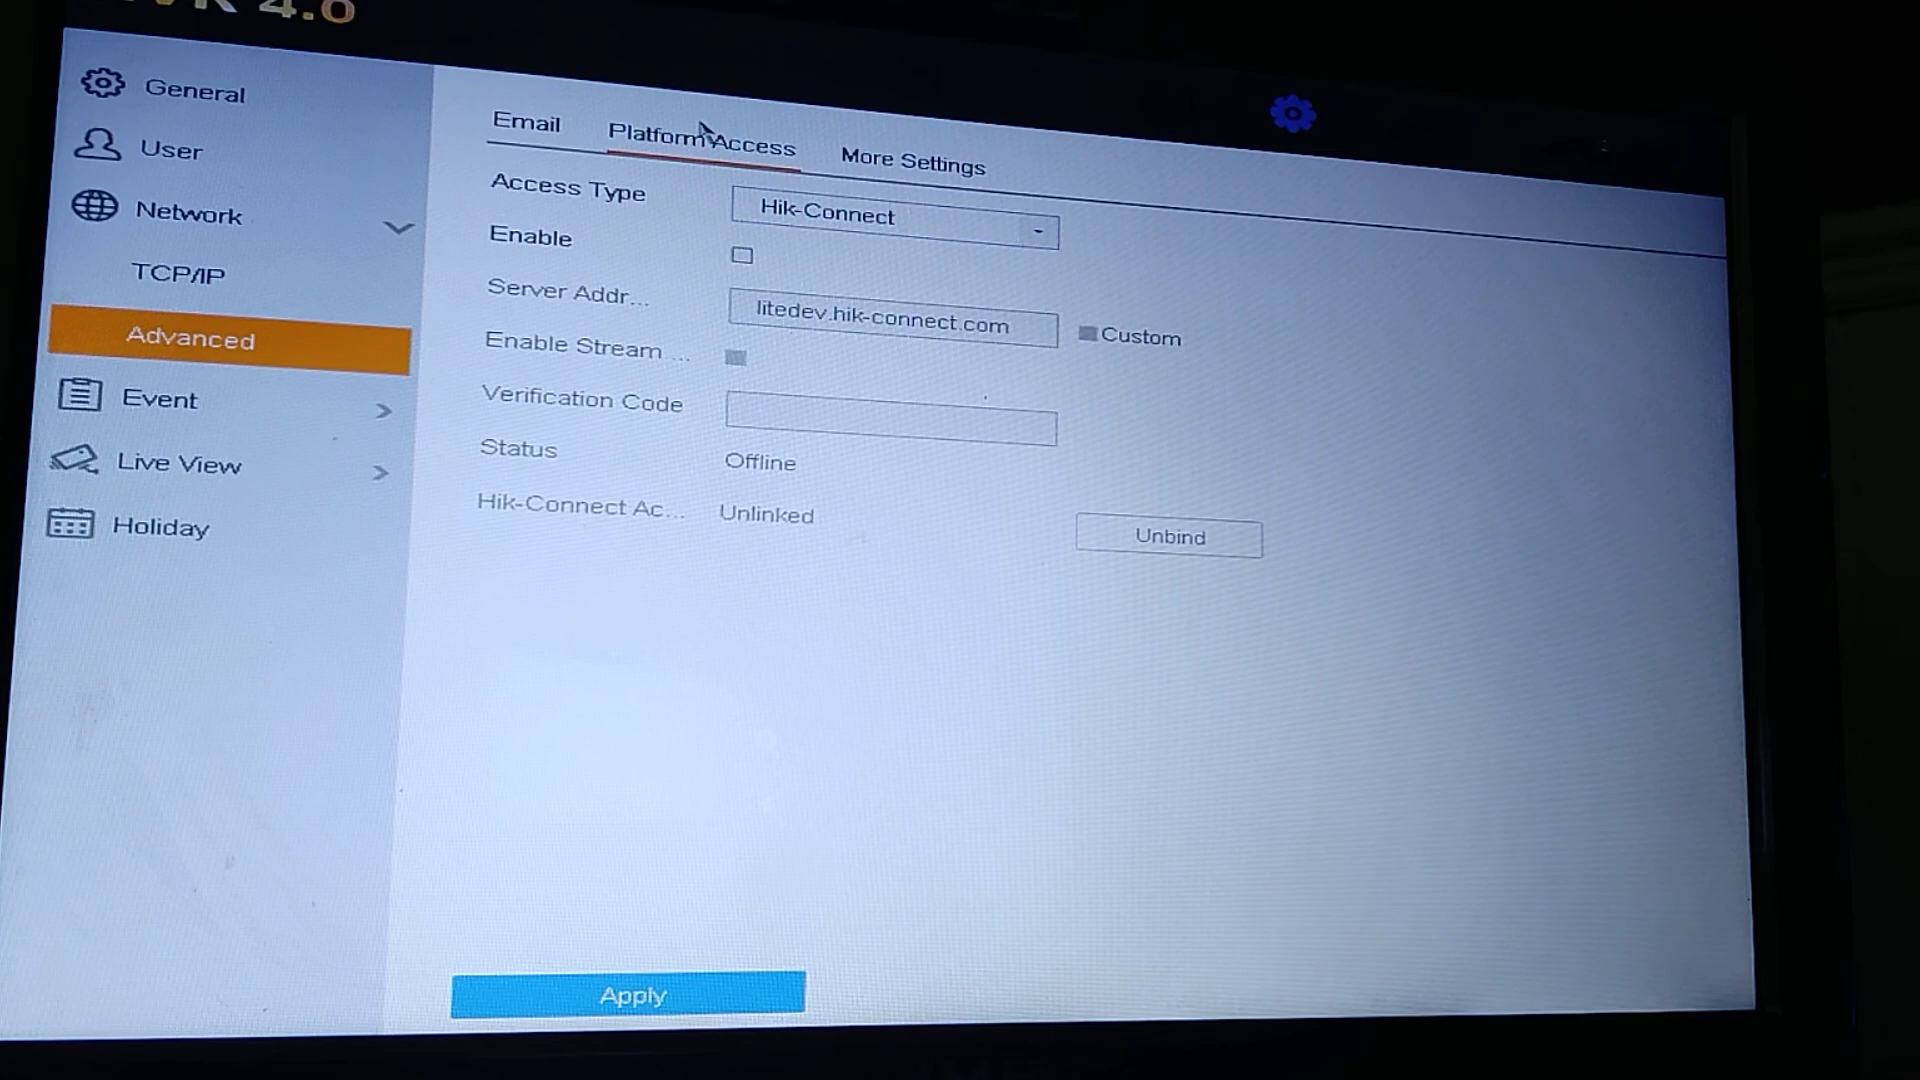 4.0
General
User
Network
TCP/IP
Advanced
Event
Live View
Holiday
Email Platform Access More Settings
Access Type Hik-Connect
Enable
Server Addr... litedev.hik-connect.com Custom
Enable Stream ...
Verification Code
Status Offline
Hik-Connect Ac... Unlinked Unbind
Apply